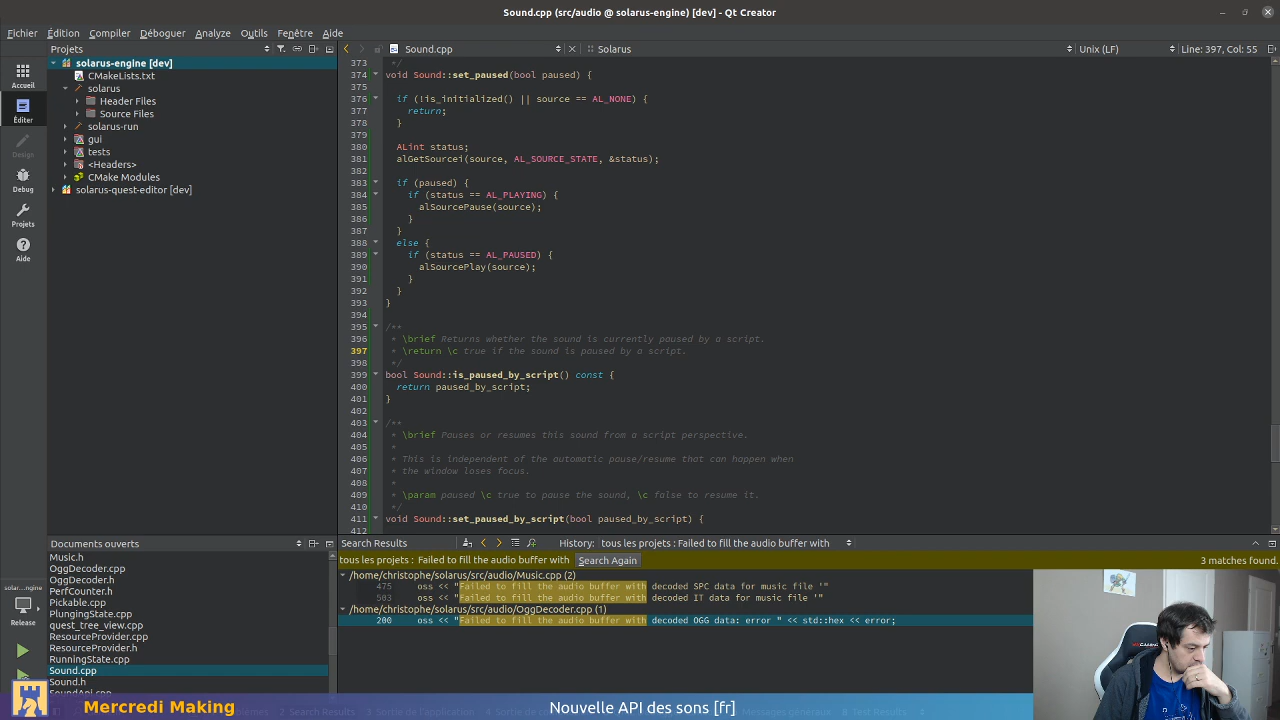 Sound.cpp (src/audio @ solarus-engine) [dev] - Qt Creator
Fichier Édition Compiler Déboguer Analyze Outils Fenêtre Aide
Projets
Sound.cpp
Solarus
Unix (LF)
Line: 397, Col: 55
Accueil
Éditer
Design
Debug
Projets
Aide
solarus-engine [dev]
CMakeLists.txt
solarus
Header Files
Source Files
solarus-run
gui
tests
<Headers>
CMake Modules
solarus-quest-editor [dev]
373 */
374 void Sound::set_paused(bool paused) {
375
376 if (!is_initialized() || source == AL_NONE) {
377 return;
378 }
379
380 ALint status;
381 alGetSourcei(source, AL_SOURCE_STATE, &status);
382
383 if (paused) {
384 if (status == AL_PLAYING) {
385 alSourcePause(source);
386 }
387 }
388 else {
389 if (status == AL_PAUSED) {
390 alSourcePlay(source);
391 }
392 }
393 }
394
395 /**
396 * \brief Returns whether the sound is currently paused by a script.
397 * \return \c true if the sound is paused by a script.
398 */
399 bool Sound::is_paused_by_script() const {
400 return paused_by_script;
401 }
402
403 /**
404 * \brief Pauses or resumes this sound from a script perspective.
405 *
406 * This is independent of the automatic pause/resume that can happen when
407 * the window loses focus.
408 *
409 * \param paused \c true to pause the sound, \c false to resume it.
410 */
411 void Sound::set_paused_by_script(bool paused_by_script) {
412
Documents ouverts
Music.h
OggDecoder.cpp
OggDecoder.h
PerfCounter.h
Pickable.cpp
PlungingState.cpp
quest_tree_view.cpp
ResourceProvider.cpp
ResourceProvider.h
RunningState.cpp
Sound.cpp
Sound.h
SoundApi.cpp
solar...gine
Release
Search Results
History:
tous les projets : Failed to fill the audio buffer with
tous les projets : Failed to fill the audio buffer with
Search Again
3 matches found.
/home/christophe/solarus/src/audio/Music.cpp (2)
475 oss << "Failed to fill the audio buffer with decoded SPC data for music file '"
503 oss << "Failed to fill the audio buffer with decoded IT data for music file '"
/home/christophe/solarus/src/audio/OggDecoder.cpp (1)
200 oss << "Failed to fill the audio buffer with decoded OGG data: error " << std::hex << error;
Mercredi Making
Nouvelle API des sons [fr]